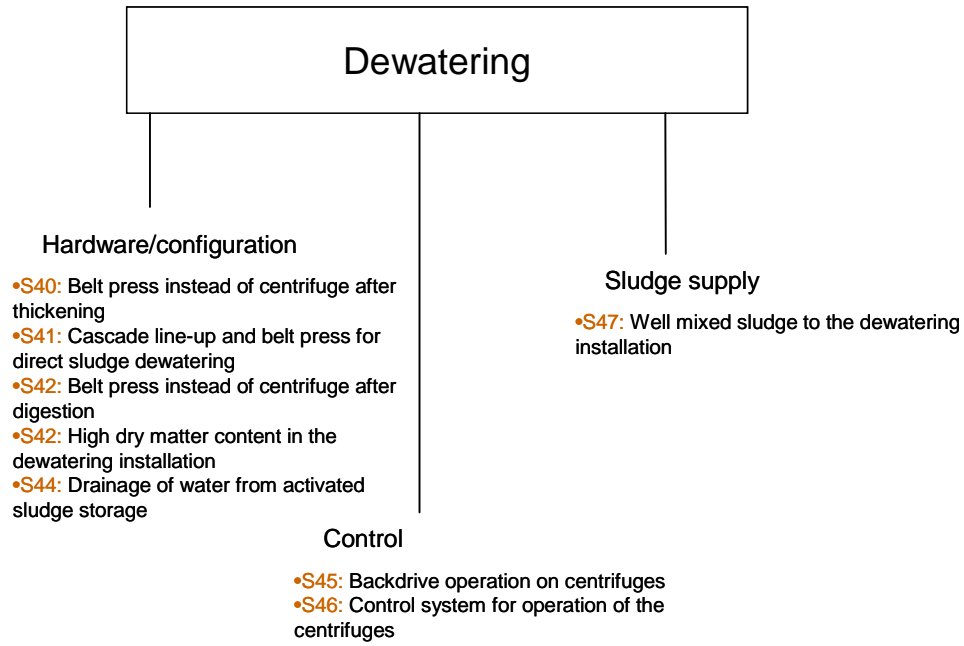 Dewatering
Hardware/configuration
•S40: Belt press instead of centrifuge after
thickening
•S41: Cascade line-up and belt press for
direct sludge dewatering
•S42: Belt press instead of centrifuge after
digestion
•S42: High dry matter content in the
dewatering installation
•S44: Drainage of water from activated
sludge storage
Sludge supply
•S47: Well mixed sludge to the dewatering
installation
Control
•S45: Backdrive operation on centrifuges
•S46: Control system for operation of the
centrifuges